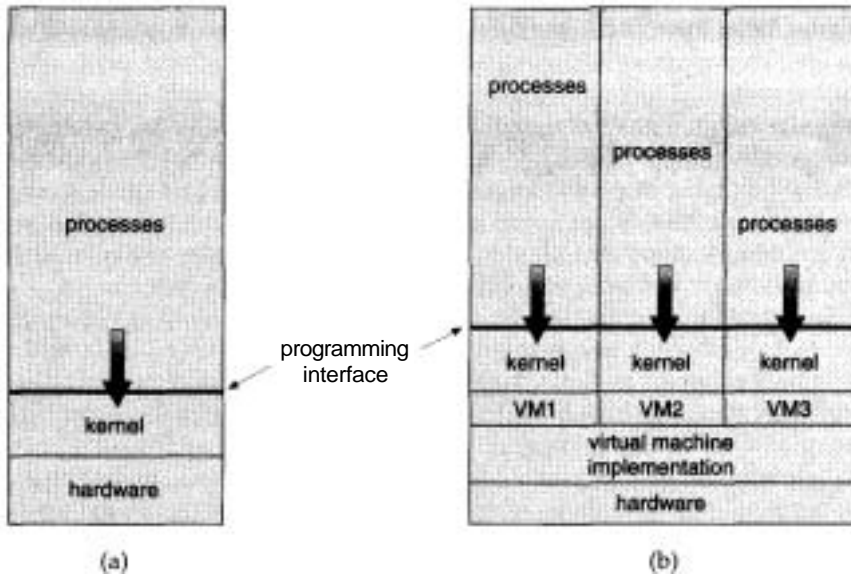 processes
kernel
hardware
(a)
programming
interface
processes
processes
processes
kernel
kernel
kernel
VM1
VM2
VM3
virtual machine
implementation
hardware
(b)